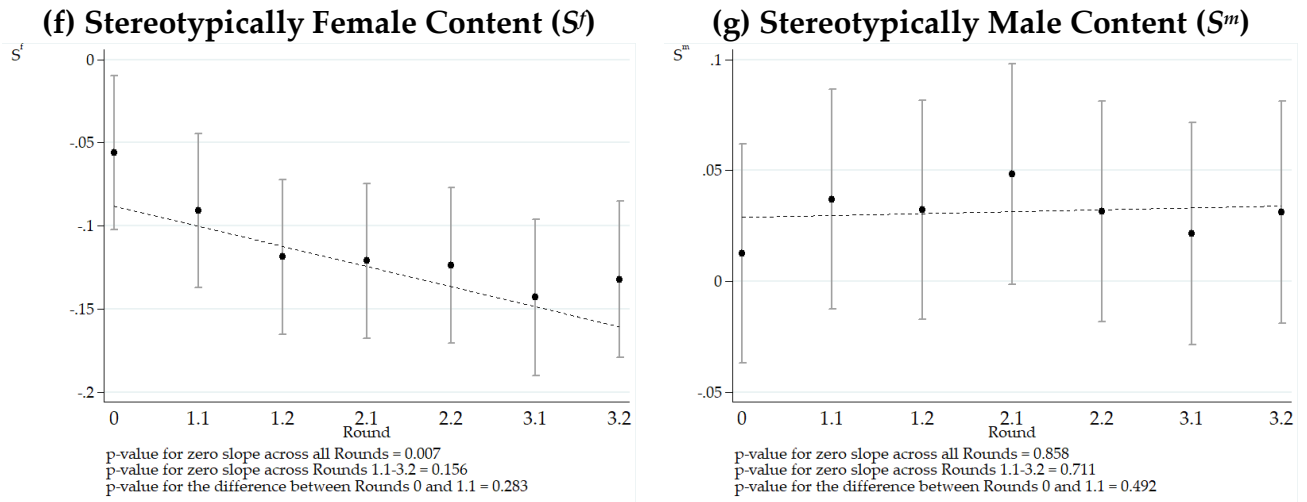 (f) Stereotypically Female Content (Sᶠ)
Sᶠ
0
-.05
-.1
-.15
-.2
0 1.1 1.2 2.1 2.2 3.1 3.2
Round
p-value for zero slope across all Rounds = 0.007
p-value for zero slope across Rounds 1.1-3.2 = 0.156
p-value for the difference between Rounds 0 and 1.1 = 0.283
(g) Stereotypically Male Content (Sᵐ)
Sᵐ
.1
.05
0
-.05
0 1.1 1.2 2.1 2.2 3.1 3.2
Round
p-value for zero slope across all Rounds = 0.858
p-value for zero slope across Rounds 1.1-3.2 = 0.711
p-value for the difference between Rounds 0 and 1.1 = 0.492